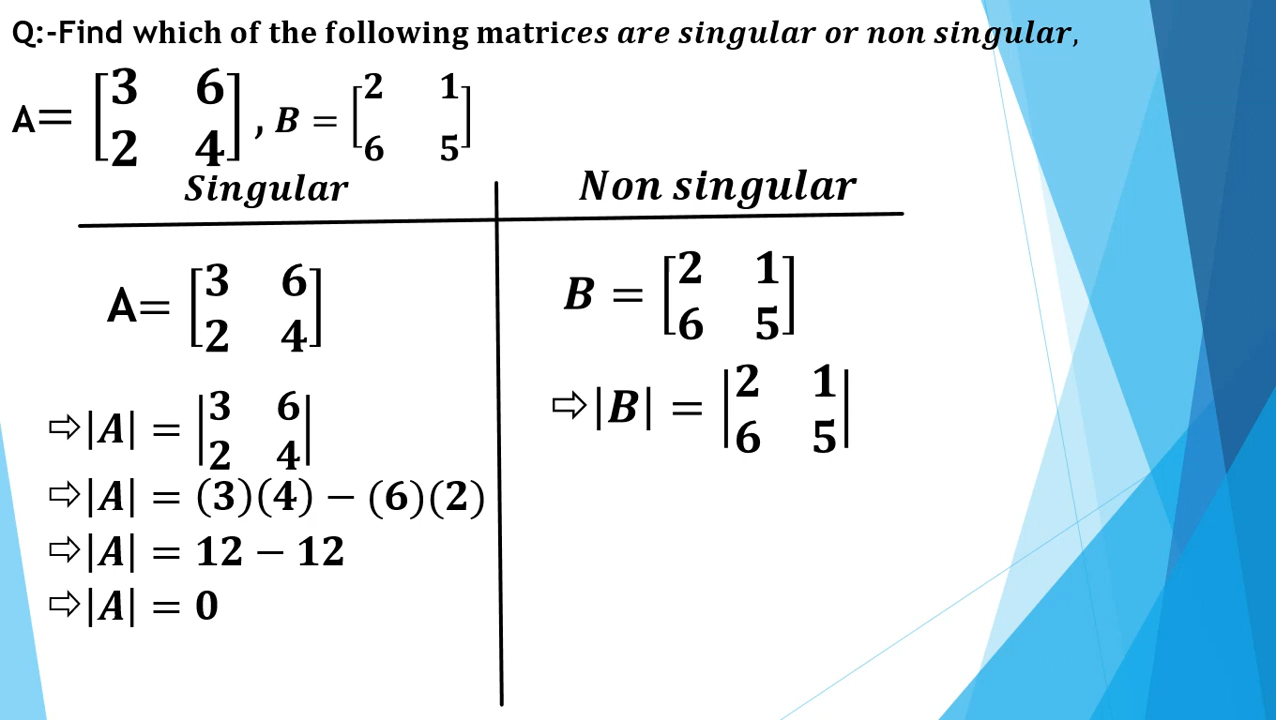 Q:-Find which of the following matrices are singular or non singular,
A= [3 6
2 4] , B = [2 1
6 5]
Singular
Non singular
A= [3 6
2 4]
⇨|A| = |3 6
2 4|
⇨|A| = (3)(4) − (6)(2)
⇨|A| = 12 − 12
⇨|A| = 0
B = [2 1
6 5]
⇨|B| = |2 1
6 5|